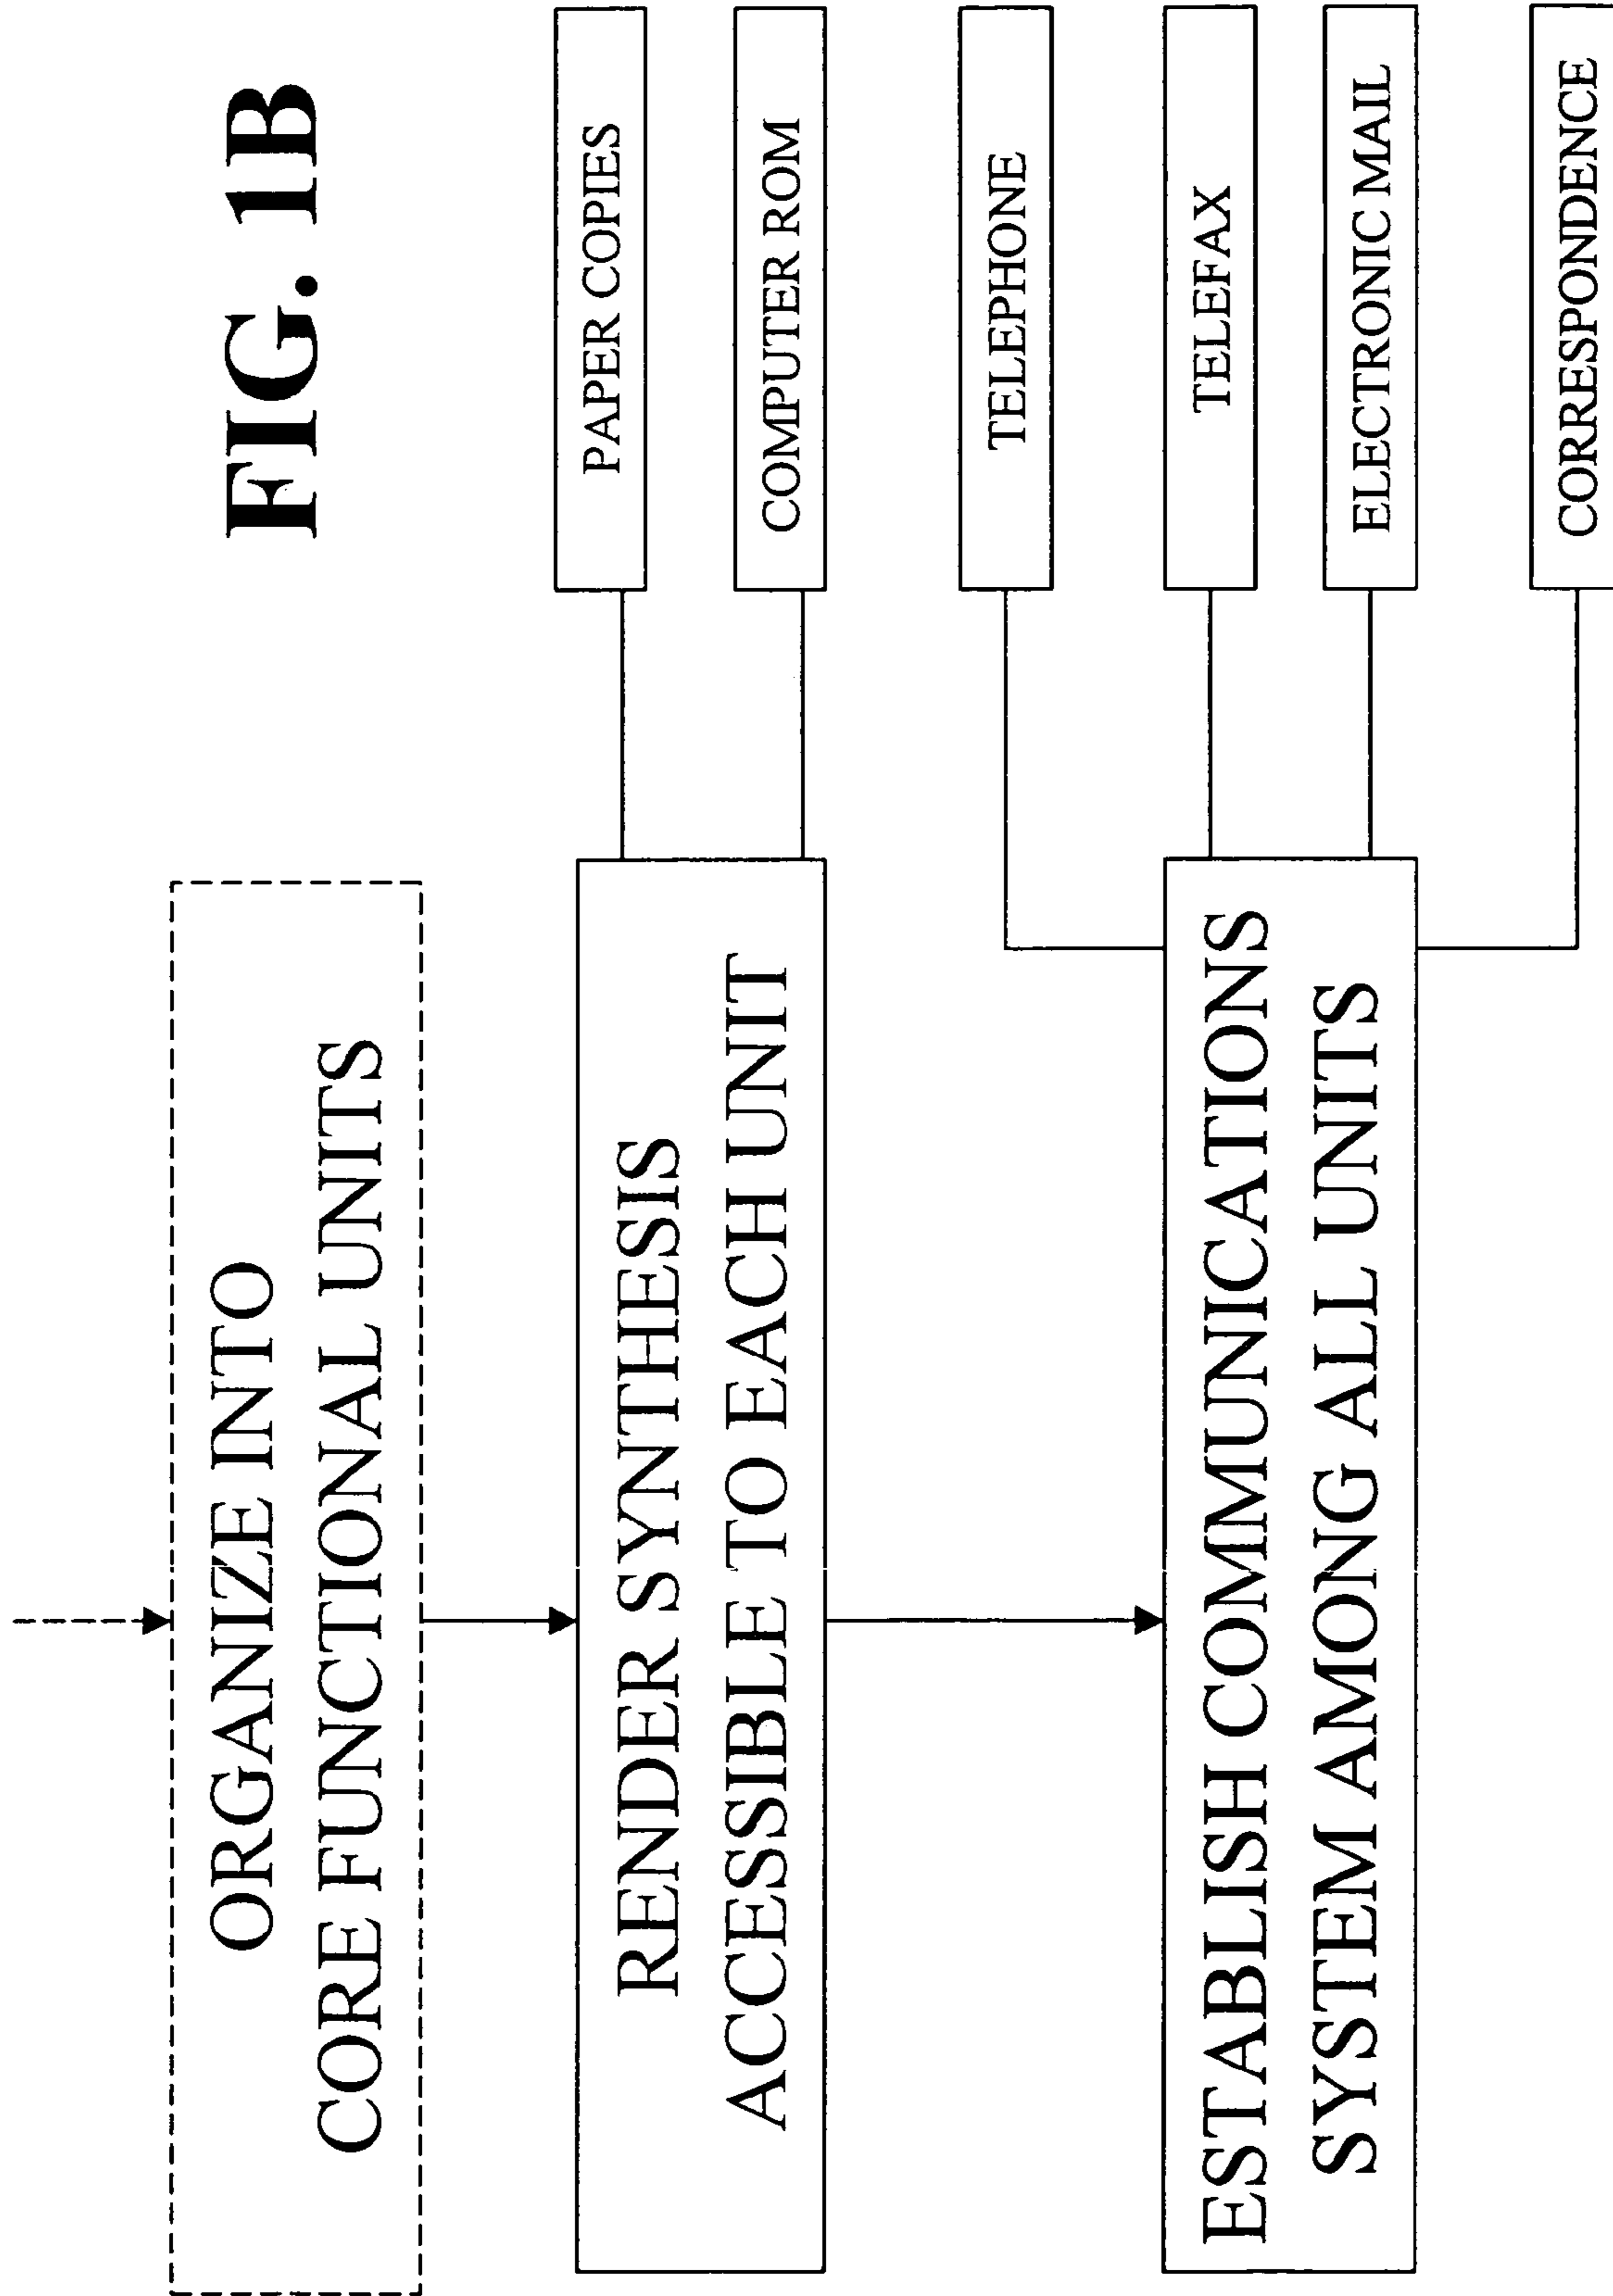 FIG. 1B
ORGANIZE INTO
CORE FUNCTIONAL UNITS
RENDER SYNTHESIS
ACCESSIBLE TO EACH UNIT
PAPER COPIES
COMPUTER ROM
ESTABLISH COMMUNICATIONS
SYSTEM AMONG ALL UNITS
TELEPHONE
TELEFAX
ELECTRONIC MAIL
CORRESPONDENCE